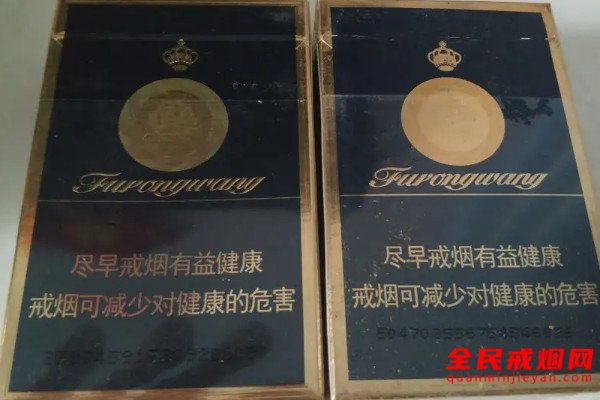 Furongwang
尽早戒烟有益健康
戒烟可减少对健康的危害
Furongwang
尽早戒烟有益健康
戒烟可减少对健康的危害
全民戒烟网
quanminjieyan.com